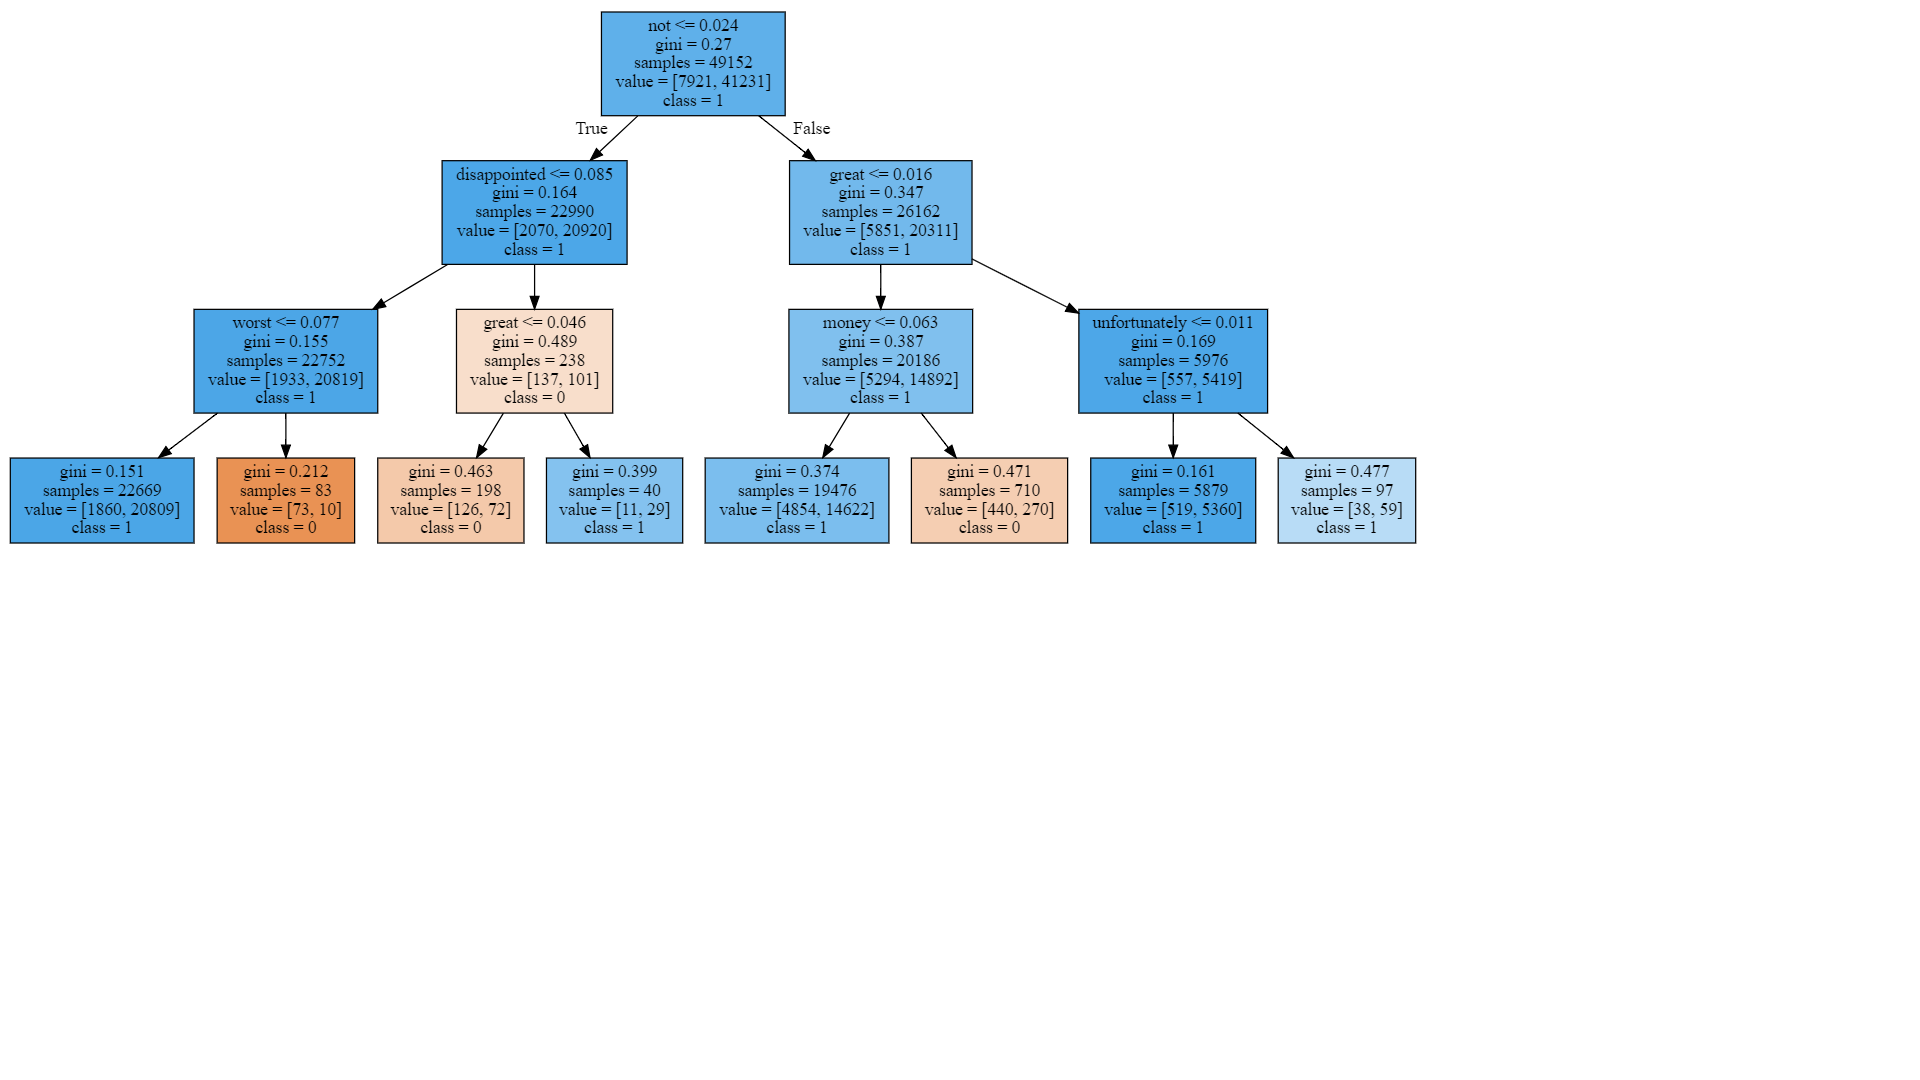 not <= 0.024
gini = 0.27
samples = 49152
value = [7921, 41231]
class = 1
True
False
disappointed <= 0.085
gini = 0.164
samples = 22990
value = [2070, 20920]
class = 1
great <= 0.016
gini = 0.347
samples = 26162
value = [5851, 20311]
class = 1
worst <= 0.077
gini = 0.155
samples = 22752
value = [1933, 20819]
class = 1
great <= 0.046
gini = 0.489
samples = 238
value = [137, 101]
class = 0
money <= 0.063
gini = 0.387
samples = 20186
value = [5294, 14892]
class = 1
unfortunately <= 0.011
gini = 0.169
samples = 5976
value = [557, 5419]
class = 1
gini = 0.151
samples = 22669
value = [1860, 20809]
class = 1
gini = 0.212
samples = 83
value = [73, 10]
class = 0
gini = 0.463
samples = 198
value = [126, 72]
class = 0
gini = 0.399
samples = 40
value = [11, 29]
class = 1
gini = 0.374
samples = 19476
value = [4854, 14622]
class = 1
gini = 0.471
samples = 710
value = [440, 270]
class = 0
gini = 0.161
samples = 5879
value = [519, 5360]
class = 1
gini = 0.477
samples = 97
value = [38, 59]
class = 1